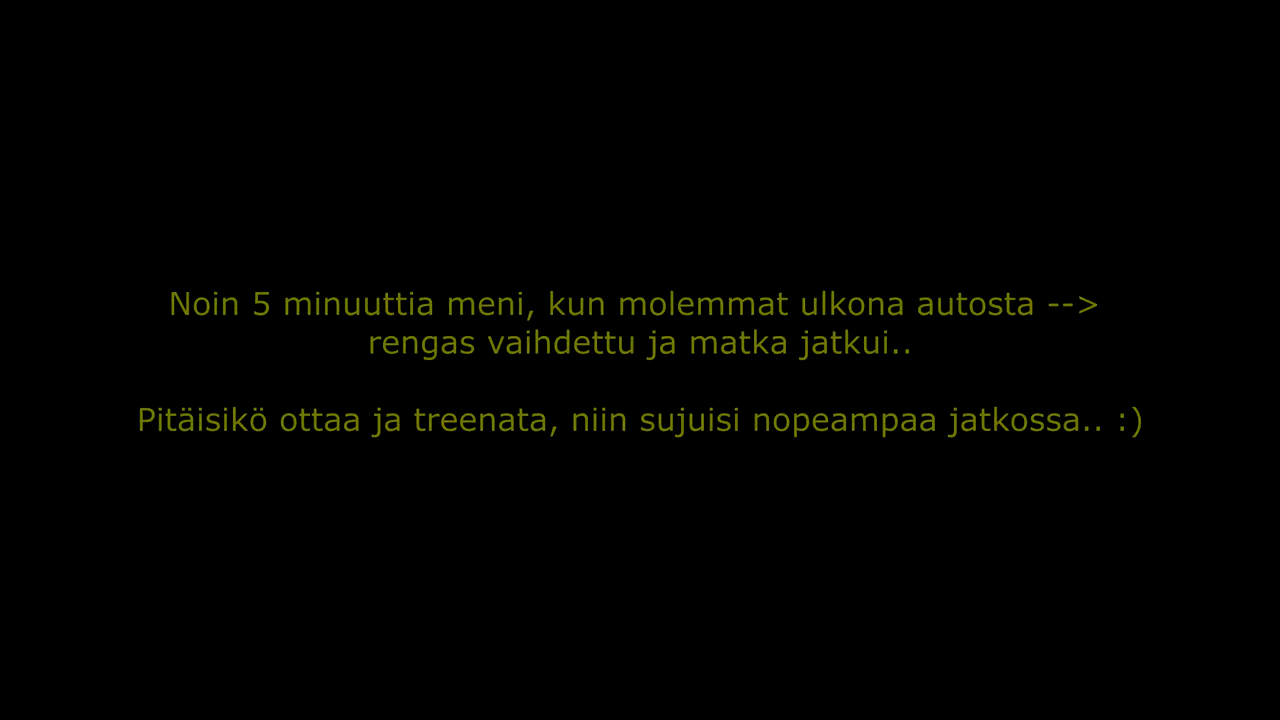 Noin 5 minuuttia meni, kun molemmat ulkona autosta -->
rengas vaihdettu ja matka jatkui..
Pitäisikö ottaa ja treenata, niin sujuisi nopeampaa jatkossa.. :)